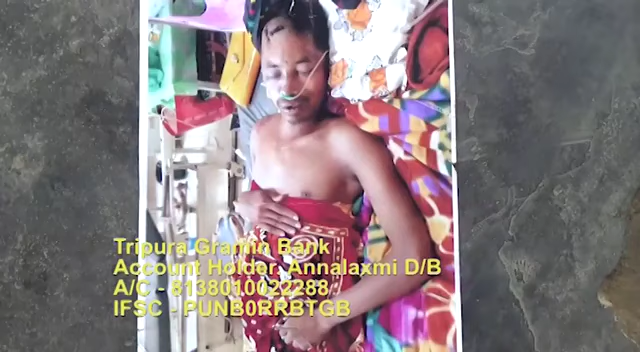 Tripura Gramin Bank
Account Holder, Annalaxmi D/B
A/C - 8138010022288
IFSC - PUNB0RRBTGB